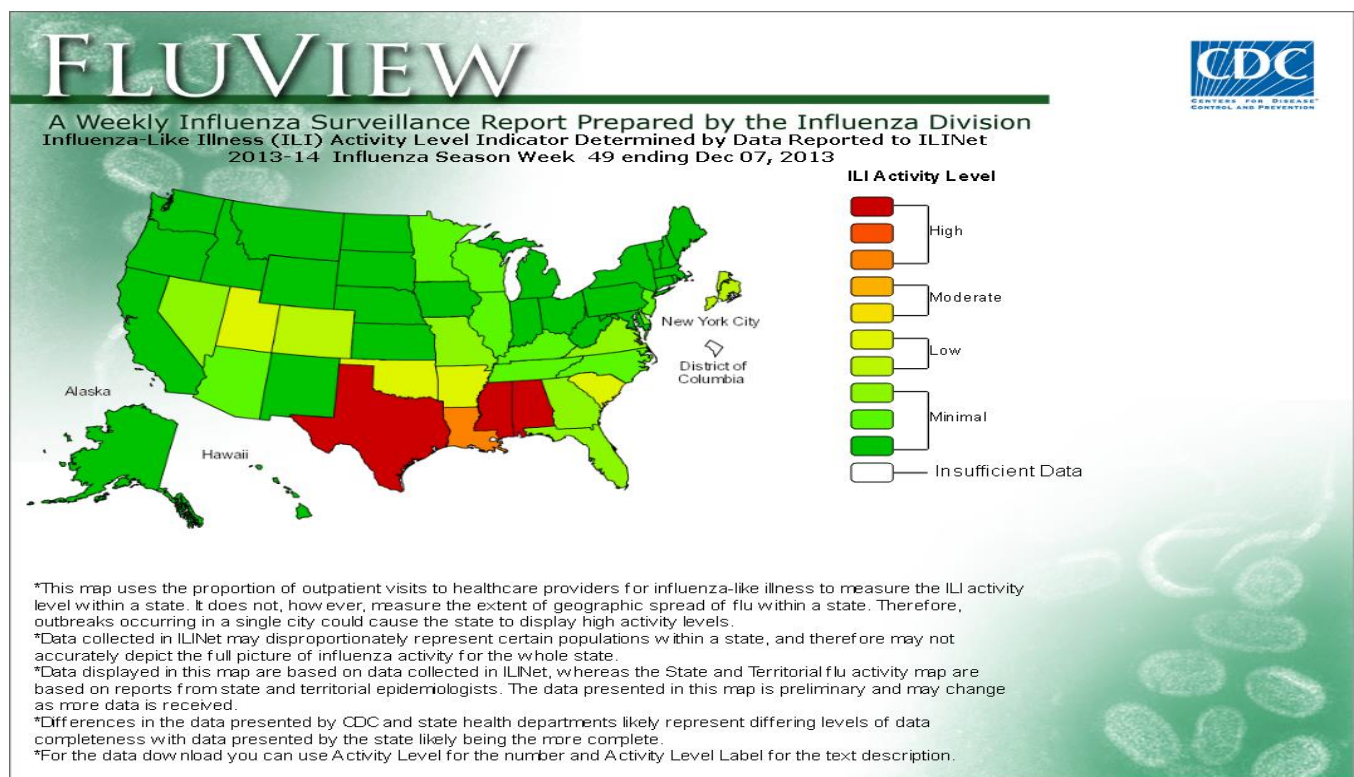 FLUVIEW
CDC
CENTERS FOR DISEASE™
CONTROL AND PREVENTION
A Weekly Influenza Surveillance Report Prepared by the Influenza Division
Influenza-Like Illness (ILI) Activity Level Indicator Determined by Data Reported to ILINet
2013-14 Influenza Season Week 49 ending Dec 07, 2013
ILI Activity Level
High
Moderate
Low
Minimal
Insufficient Data
New York City
District of
Columbia
Alaska
Hawaii
*This map uses the proportion of outpatient visits to healthcare providers for influenza-like illness to measure the ILI activity
level within a state. It does not, however, measure the extent of geographic spread of flu within a state. Therefore,
outbreaks occurring in a single city could cause the state to display high activity levels.
*Data collected in ILINet may disproportionately represent certain populations within a state, and therefore may not
accurately depict the full picture of influenza activity for the whole state.
*Data displayed in this map are based on data collected in ILINet, whereas the State and Territorial flu activity map are
based on reports from state and territorial epidemiologists. The data presented in this map is preliminary and may change
as more data is received.
*Differences in the data presented by CDC and state health departments likely represent differing levels of data
completeness with data presented by the state likely being the more complete.
*For the data download you can use Activity Level for the number and Activity Level Label for the text description.